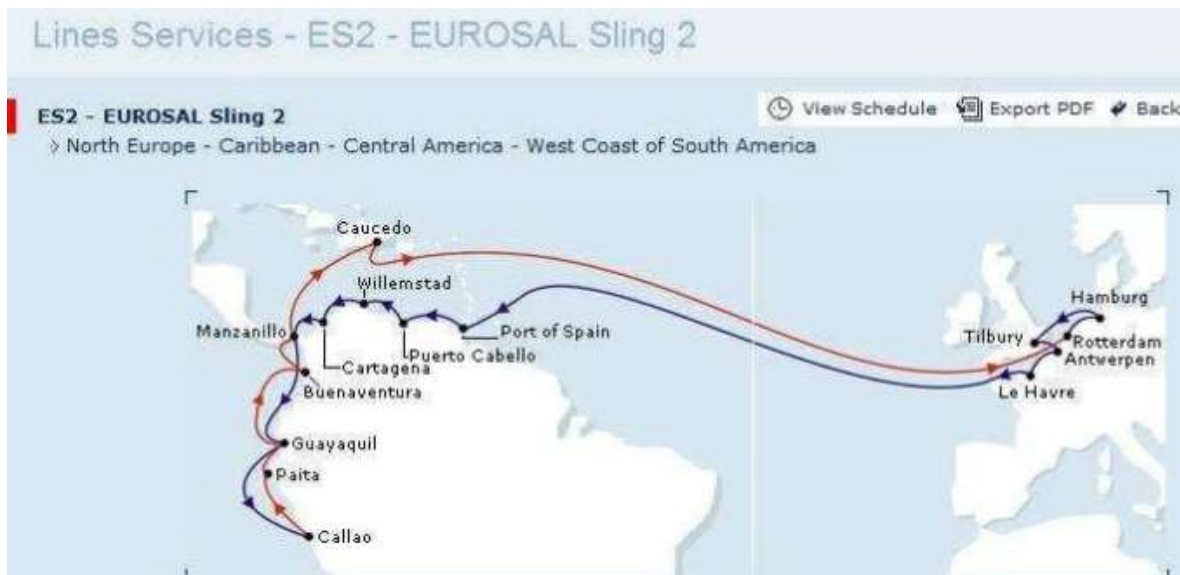 Lines Services - ES2 - EUROSAL Sling 2
ES2 - EUROSAL Sling 2
View Schedule Export PDF Back
North Europe - Caribbean - Central America - West Coast of South America
Caucedo
Willemstad
Hamburg
Manzanillo
Port of Spain
Tilbury
Rotterdam
Puerto Cabello
Antwerpen
Cartagena
Buenaventura
Le Havre
Guayaquil
Paita
Callao